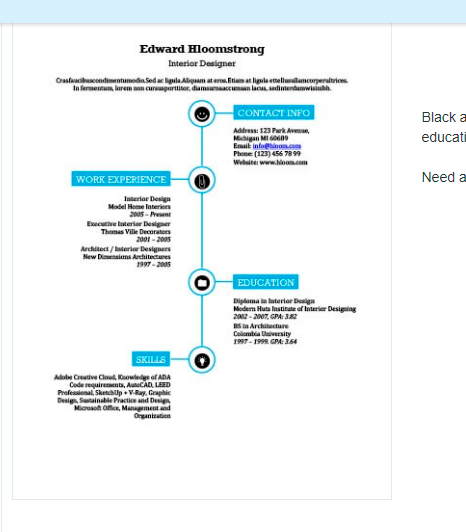 Edward Hloomstrong
Interior Designer
Crasfaucibuscondimentumodio.Sed ac ligula.Aliquam at eros.Etiam at ligula ettellusullamcorperultrices.
In fermentum, lorem non cursusporttitor, diamsurnaaccumsan lacus, sedinterdumwisinibh.
CONTACT INFO
Address: 123 Park Avenue,
Michigan MI 60689
Email: info@hloom.com
Phone: (123) 456 78 99
Website: www.hloom.com
WORK EXPERIENCE
Interior Design
Model Home Interiors
2005 – Present
Executive Interior Designer
Thomas Ville Decorators
2001 – 2005
Architect / Interior Designers
New Dimensions Architectures
1997 – 2005
EDUCATION
Diploma in Interior Design
Modern Huts Institute of Interior Designing
2002 – 2007, GPA: 3.82
BS in Architecture
Colombia University
1997 – 1999. GPA: 3.64
SKILLS
Adobe Creative Cloud, Knowledge of ADA
Code requirements, AutoCAD, LEED
Professional, SketchUp + V-Ray, Graphic
Design, Sustainable Practice and Design,
Microsoft Office, Management and
Organization
Black a
educati
Need a